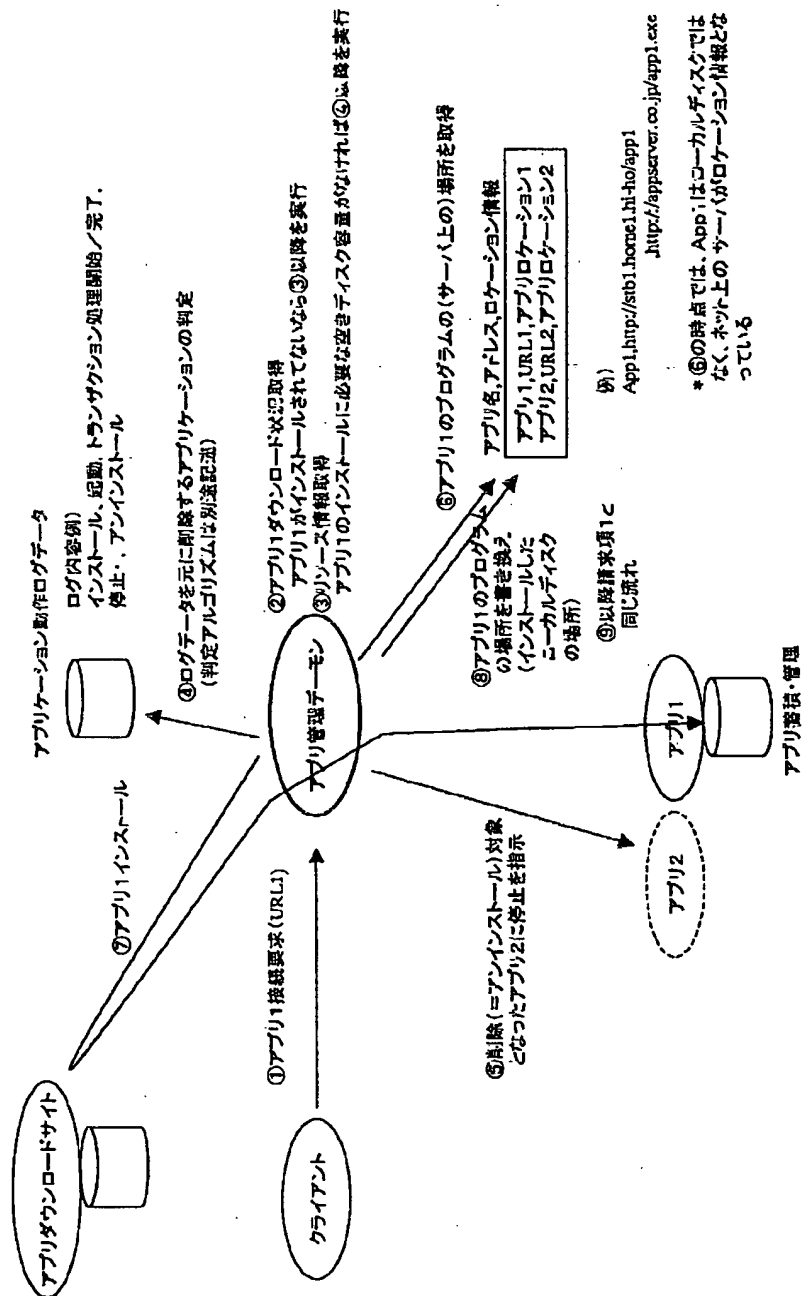 アプリケーション動作ログデータ
ログ内容例)
インストール、起動、トランザクション処理開始／完了、
停止・、アンインストール
④ログデータを元に削除するアプリケーションの判定
(判定アルゴリズムは別途記述)
アプリダウンロードサイト
⑦アプリ1インストール
クライアント
①アプリ1接続要求(URL1)
アプリ管理デーモン
②アプリ1ダウンロード状況取得
アプリ1がインストールされてないなら③以降を実行
③リソース情報取得
アプリ1のインストールに必要な空きディスク容量がなければ④以降を実行
⑤削除(=アンインストール)対象
となったアプリ2に停止を指示
⑥アプリ1のプログラムの(サーバ上の)場所を取得
アプリ名,アドレス,ロケーション情報
アプリ1,URL1,アプリロケーション1
アプリ2,URL2,アプリロケーション2
例)
App1,http://stb1.home1.hi-ho/app1
,http://appserver.co.jp/app1.exe
*⑥の時点では、App1はローカルディスクでは
なく、ネット上の サーバがロケーション情報とな
っている
⑧アプリ1のプログラム
の場所を書き換え
(インストールした
ローカルディスク
の場所)
⑨以降請求項1と
同じ流れ
アプリ2
アプリ1
アプリ蓄積・管理